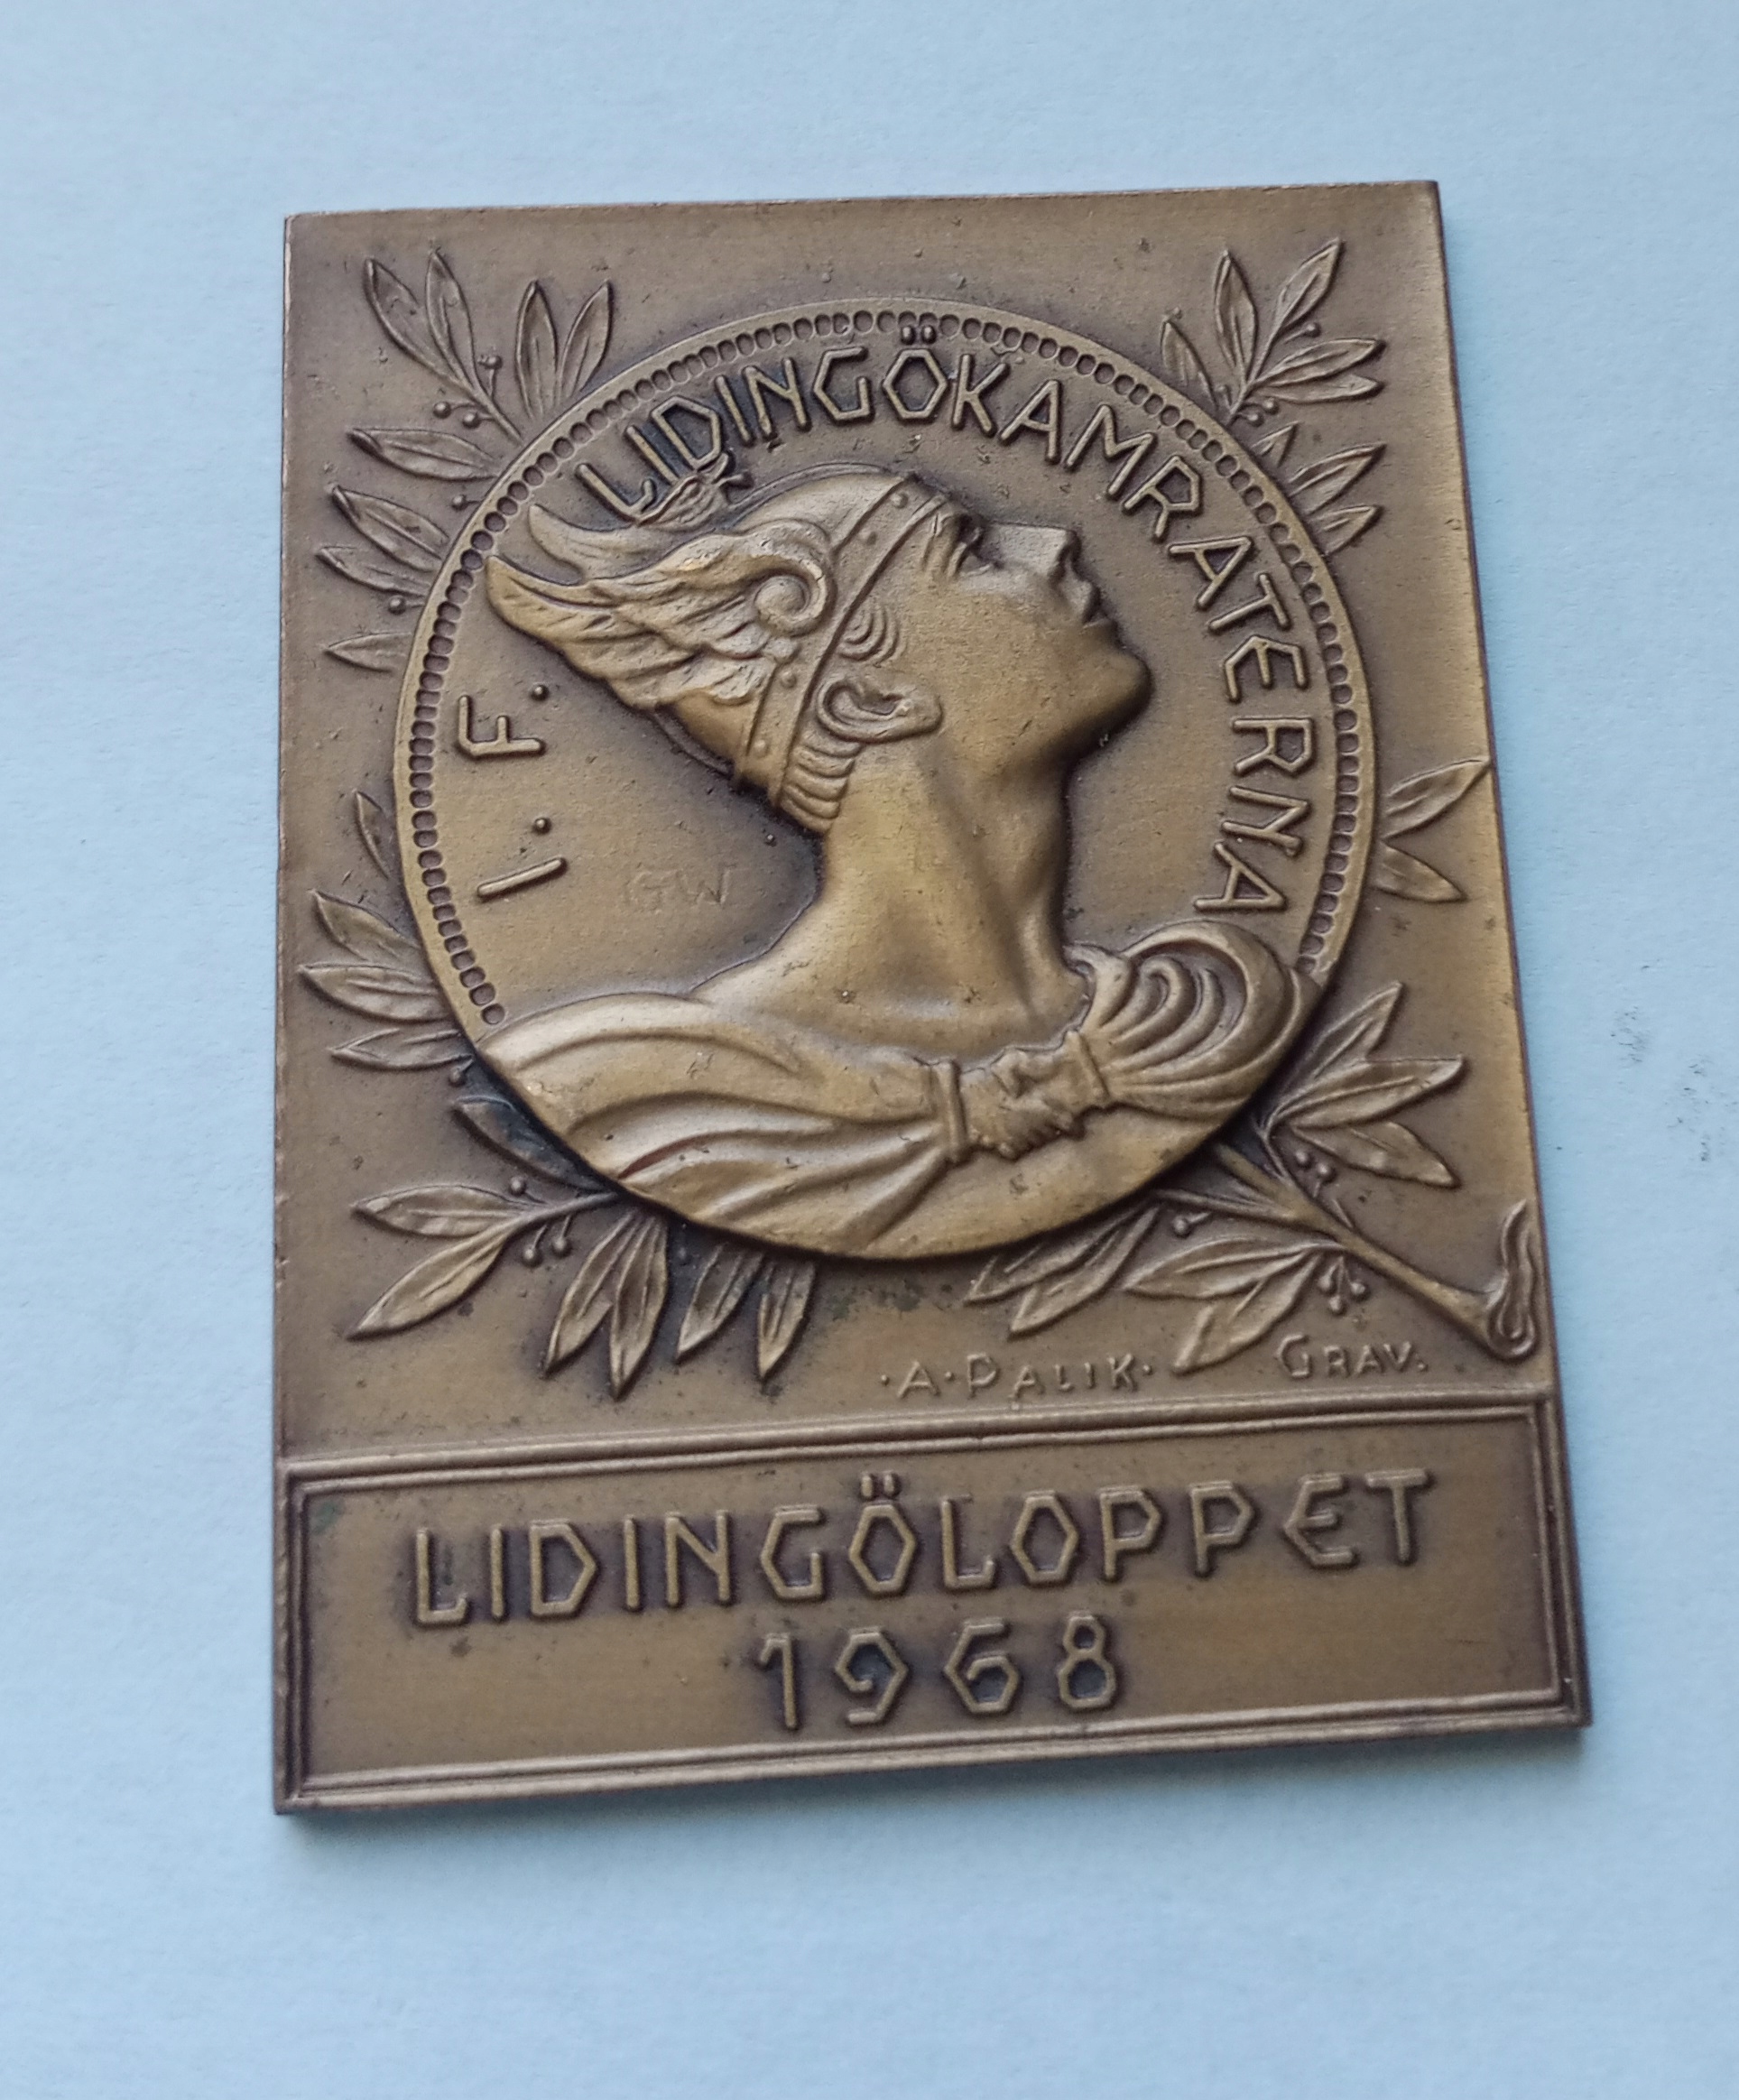 I. F. LIDINGÖKAMRATERNA
GW
·A·PALIK· GRAV.
LIDINGÖLOPPET
1968